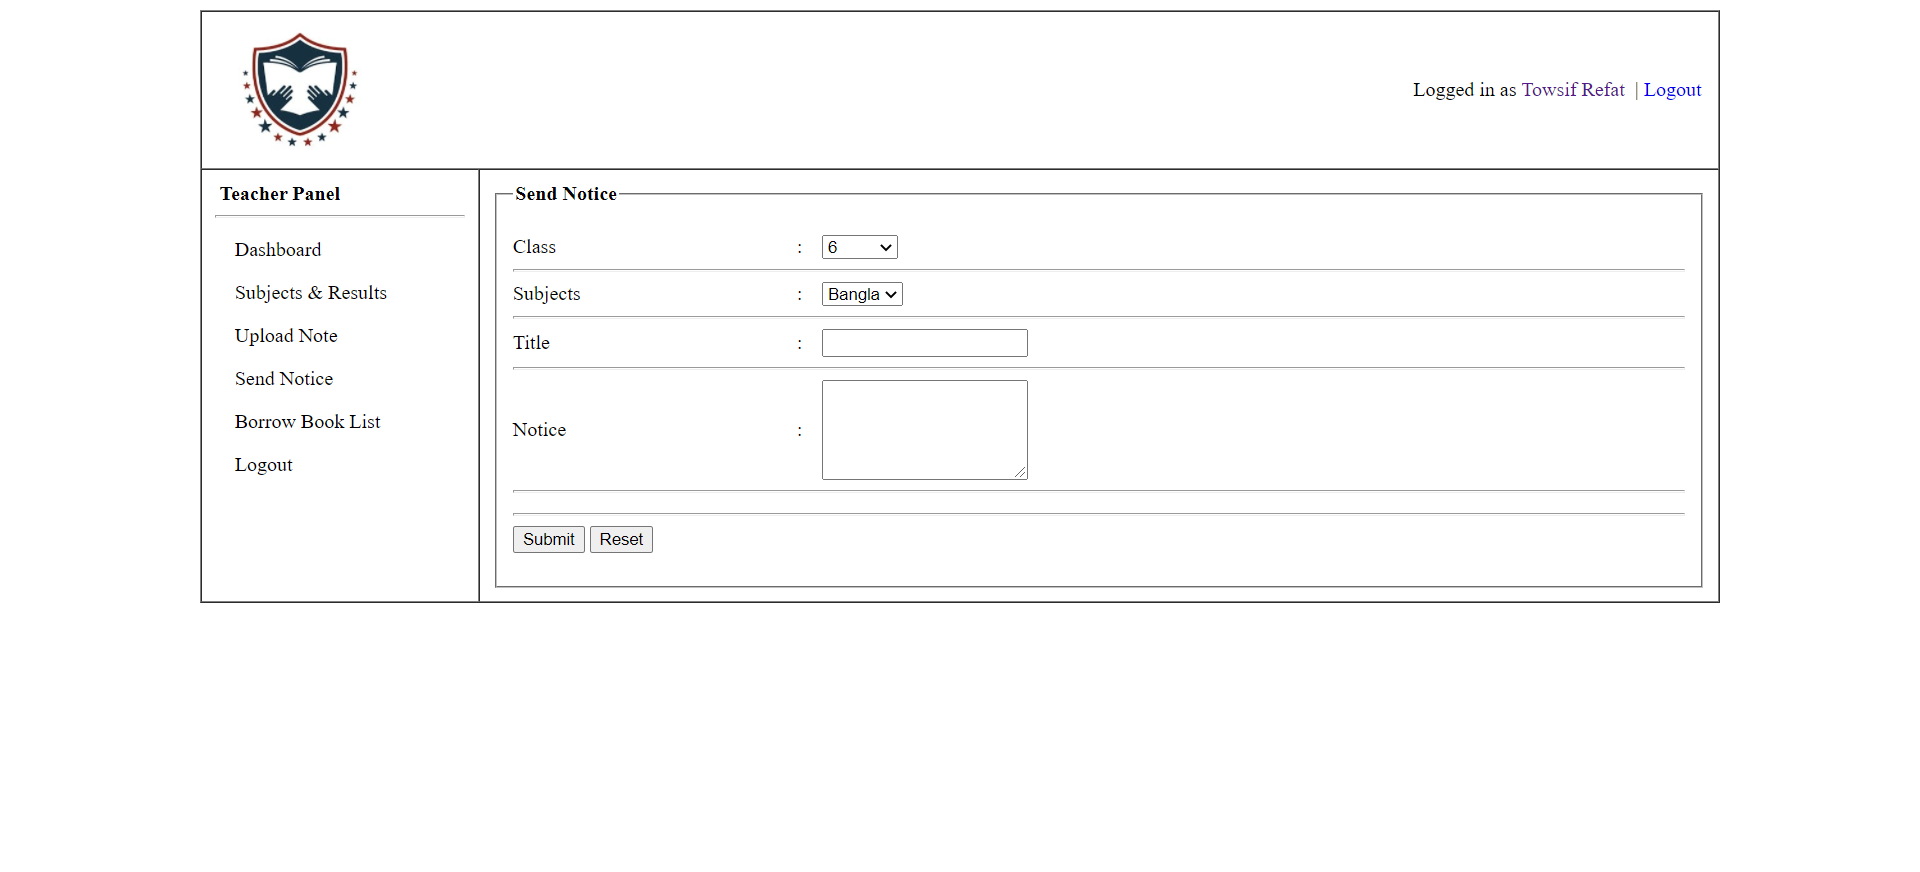 Logged in as Towsif Refat | Logout
Teacher Panel
Dashboard
Subjects & Results
Upload Note
Send Notice
Borrow Book List
Logout
Send Notice
Class : 6
Subjects : Bangla
Title :
Notice :
Submit Reset